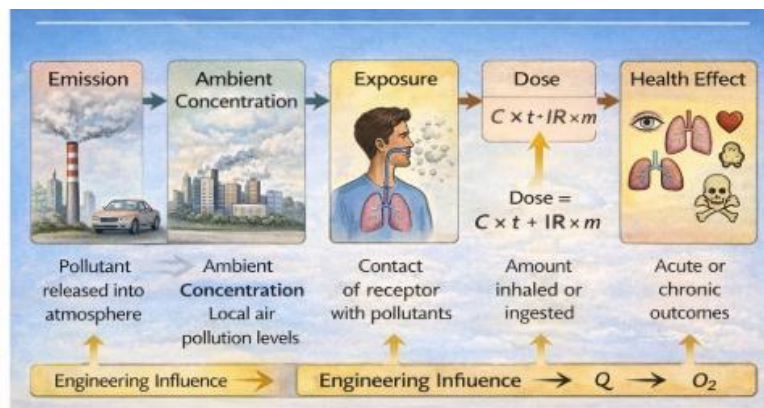 Emission
Ambient
Concentration
Exposure
Dose
C × t + IR × m
Health Effect
Dose =
C × t + IR × m
Pollutant
released into
atmosphere
Ambient
Concentration
Local air
pollution levels
Contact
of receptor
with pollutants
Amount
inhaled or
ingested
Acute or
chronic
outcomes
Engineering Influence
Engineering Infiuence → Q → O₂